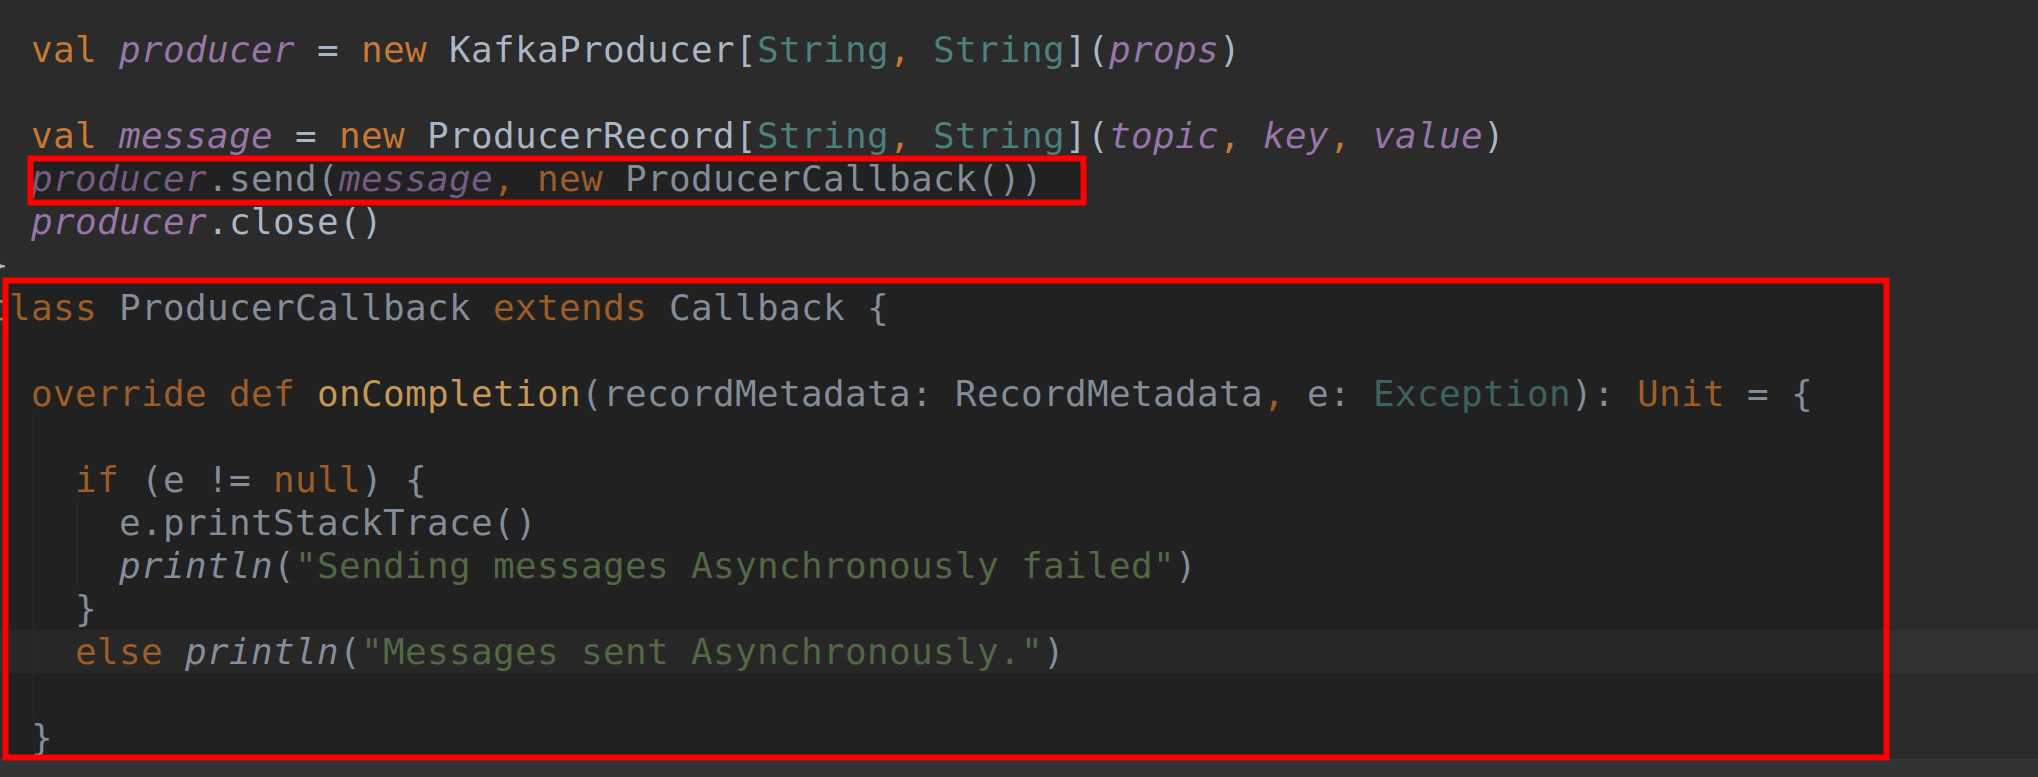 val producer = new KafkaProducer[String, String](props)
val message = new ProducerRecord[String, String](topic, key, value)
producer.send(message, new ProducerCallback())
producer.close()
class ProducerCallback extends Callback {
override def onCompletion(recordMetadata: RecordMetadata, e: Exception): Unit = {
if (e != null) {
e.printStackTrace()
println("Sending messages Asynchronously failed")
}
else println("Messages sent Asynchronously.")
}